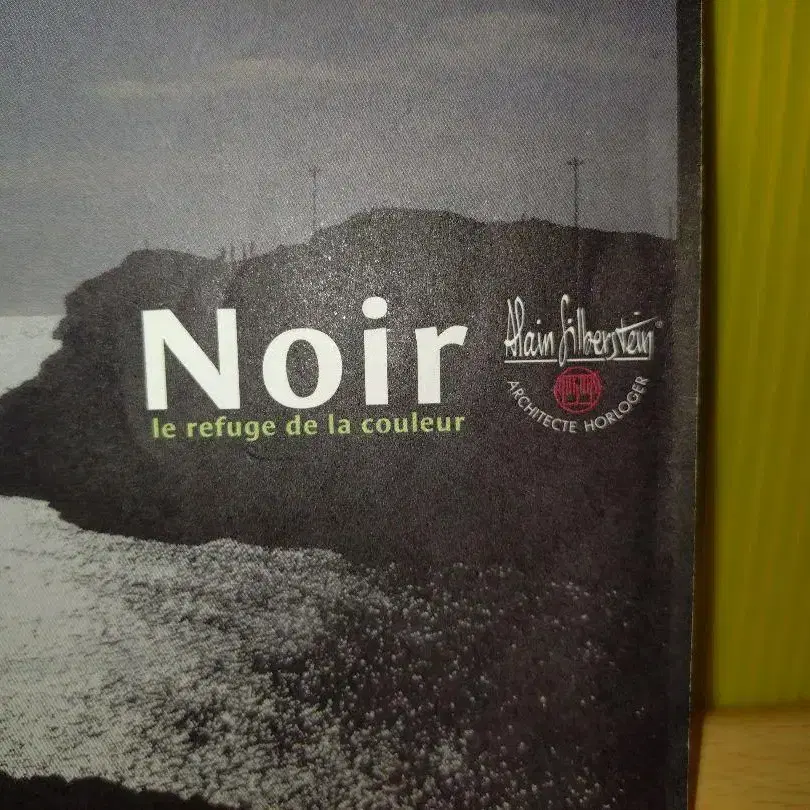 Noir
le refuge de la couleur
Alain Silberstein
ARCHITECTE HORLOGER